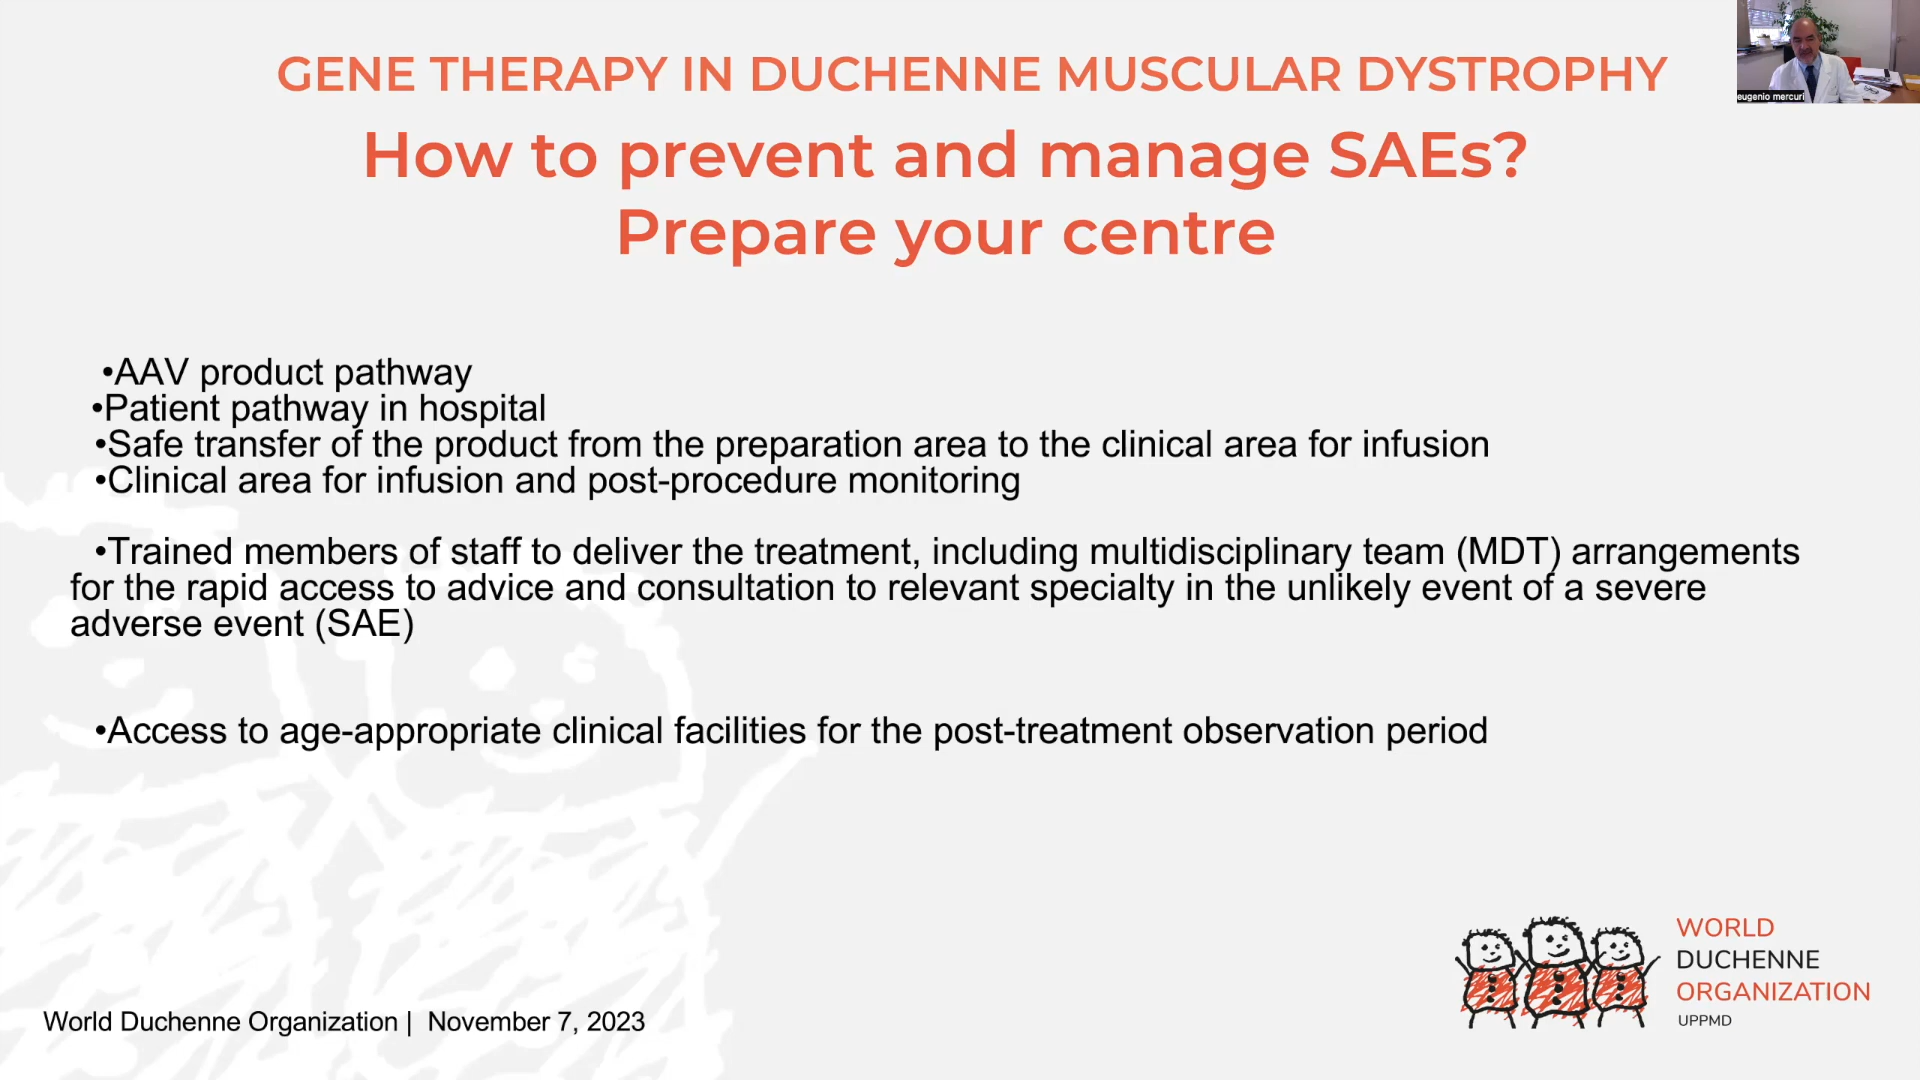 GENE THERAPY IN DUCHENNE MUSCULAR DYSTROPHY
eugenio mercuri
How to prevent and manage SAEs?
Prepare your centre
•AAV product pathway
•Patient pathway in hospital
•Safe transfer of the product from the preparation area to the clinical area for infusion
•Clinical area for infusion and post-procedure monitoring
•Trained members of staff to deliver the treatment, including multidisciplinary team (MDT) arrangements
for the rapid access to advice and consultation to relevant specialty in the unlikely event of a severe
adverse event (SAE)
•Access to age-appropriate clinical facilities for the post-treatment observation period
WORLD
DUCHENNE
ORGANIZATION
UPPMD
World Duchenne Organization | November 7, 2023